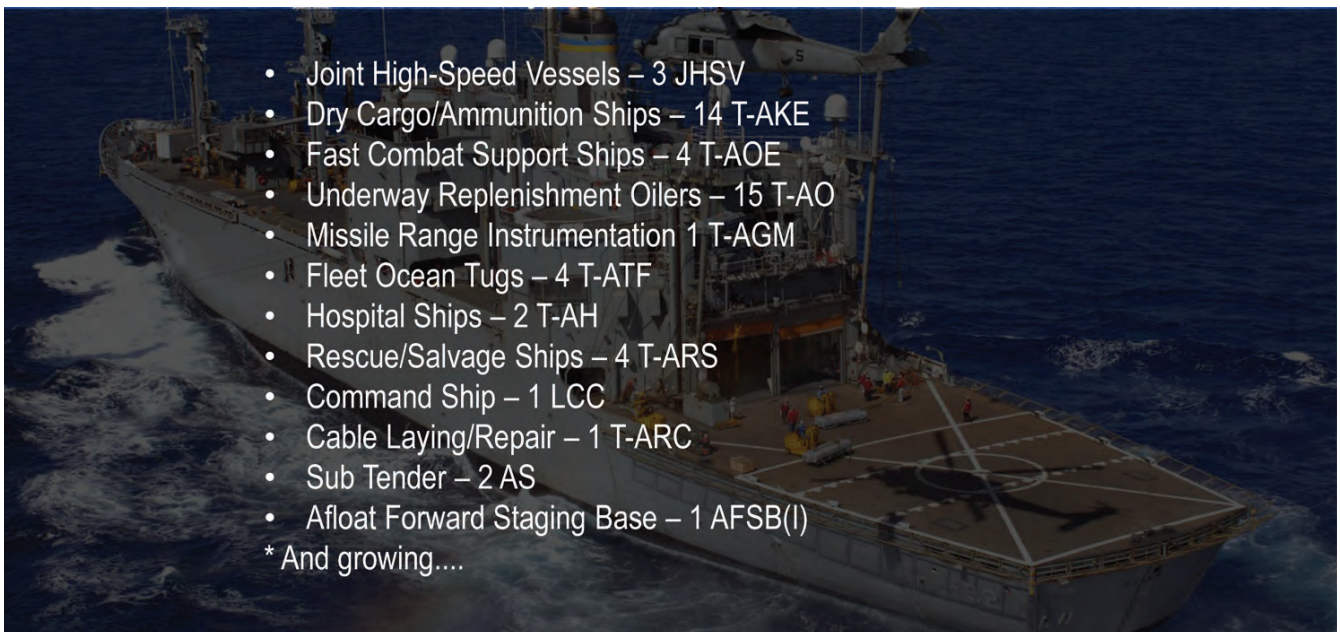 • Joint High-Speed Vessels – 3 JHSV
• Dry Cargo/Ammunition Ships – 14 T-AKE
• Fast Combat Support Ships – 4 T-AOE
• Underway Replenishment Oilers – 15 T-AO
• Missile Range Instrumentation 1 T-AGM
• Fleet Ocean Tugs – 4 T-ATF
• Hospital Ships – 2 T-AH
• Rescue/Salvage Ships – 4 T-ARS
• Command Ship – 1 LCC
• Cable Laying/Repair – 1 T-ARC
• Sub Tender – 2 AS
• Afloat Forward Staging Base – 1 AFSB(I)
* And growing....
5